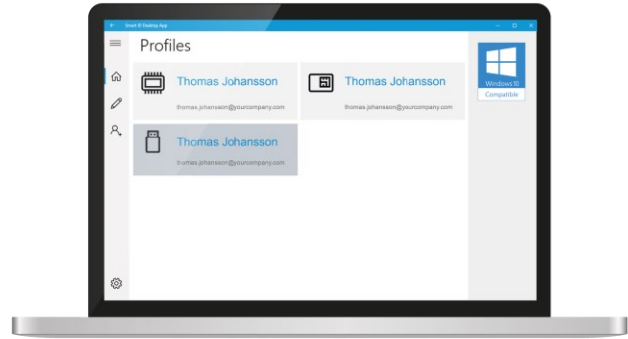 Smart ID Desktop App
Profiles
Thomas Johansson
thomas.johansson@yourcompany.com
Thomas Johansson
thomas.johansson@yourcompany.com
Thomas Johansson
thomas.johansson@yourcompany.com
Windows 10
Compatible